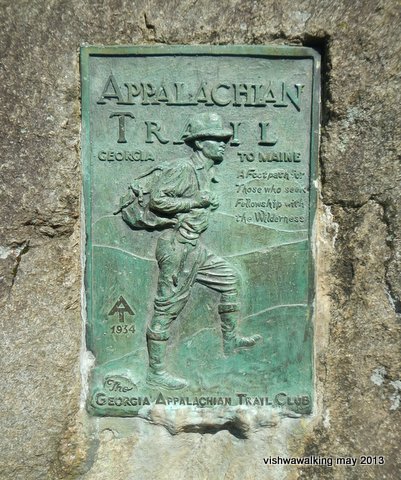 APPALACHIAN
TRAIL
GEORGIA TO MAINE
A Footpath for
Those who seek
Fellowship with
the Wilderness
AT
1934
The
GEORGIA APPALACHIAN TRAIL CLUB
vishwawalking may 2013